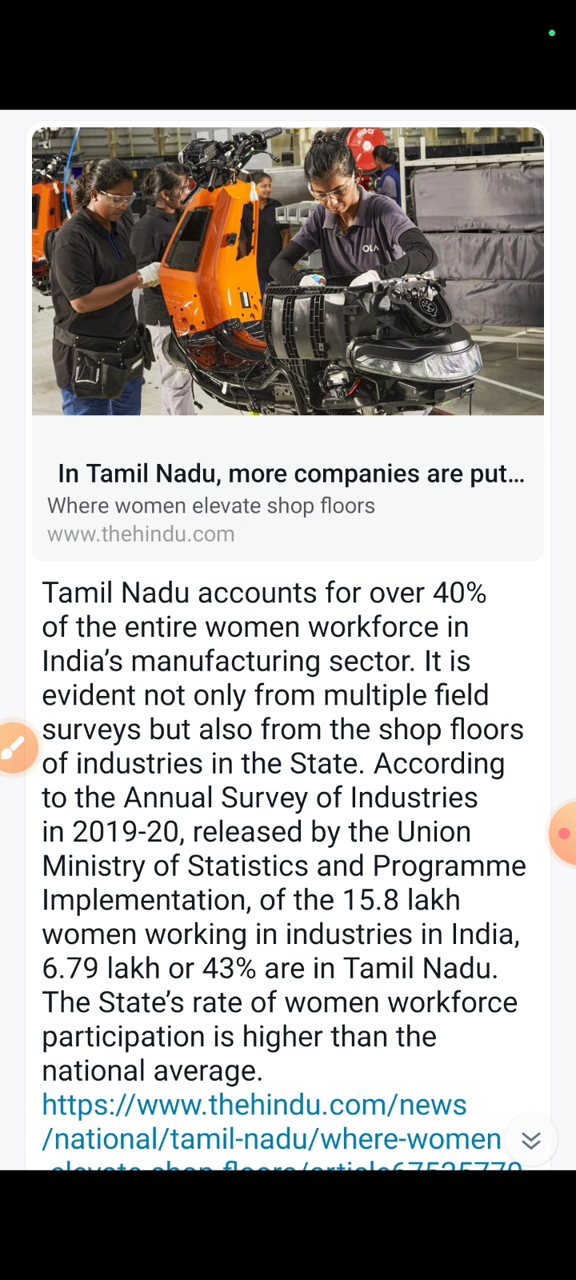 OLA
In Tamil Nadu, more companies are put...
Where women elevate shop floors
www.thehindu.com
Tamil Nadu accounts for over 40%
of the entire women workforce in
India's manufacturing sector. It is
evident not only from multiple field
surveys but also from the shop floors
of industries in the State. According
to the Annual Survey of Industries
in 2019-20, released by the Union
Ministry of Statistics and Programme
Implementation, of the 15.8 lakh
women working in industries in India,
6.79 lakh or 43% are in Tamil Nadu.
The State's rate of women workforce
participation is higher than the
national average.
https://www.thehindu.com/news
/national/tamil-nadu/where-women
-elevate-shop-floors/article67525770